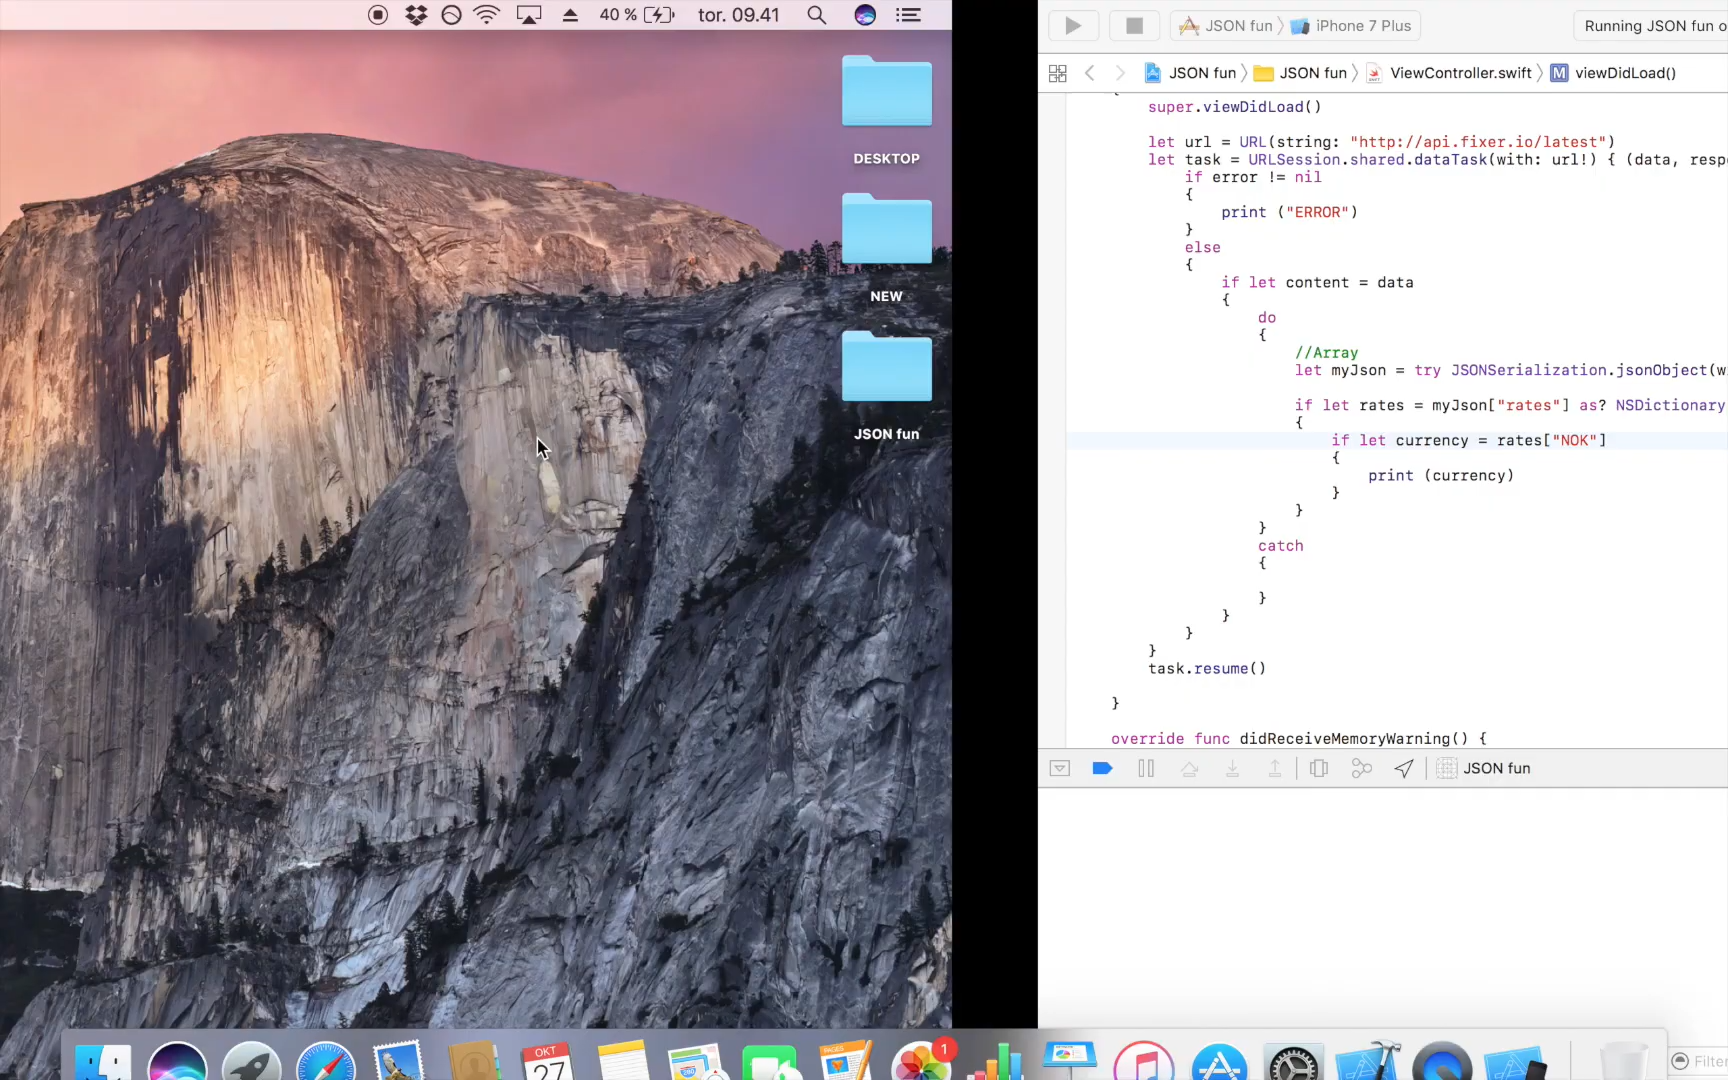 40 %
tor. 09.41
DESKTOP
NEW
JSON fun
JSON fun
iPhone 7 Plus
Running JSON fun o
JSON fun
JSON fun
ViewController.swift
M
viewDidLoad()
{
super.viewDidLoad()
let url = URL(string: "http://api.fixer.io/latest")
let task = URLSession.shared.dataTask(with: url!) { (data, resp
if error != nil
{
print ("ERROR")
}
else
{
if let content = data
{
do
{
//Array
let myJson = try JSONSerialization.jsonObject(w
if let rates = myJson["rates"] as? NSDictionary
{
if let currency = rates["NOK"]
{
print (currency)
}
}
}
catch
{
}
}
}
}
task.resume()
}
override func didReceiveMemoryWarning() {
JSON fun
OKT
27
PAGES
1
Filter